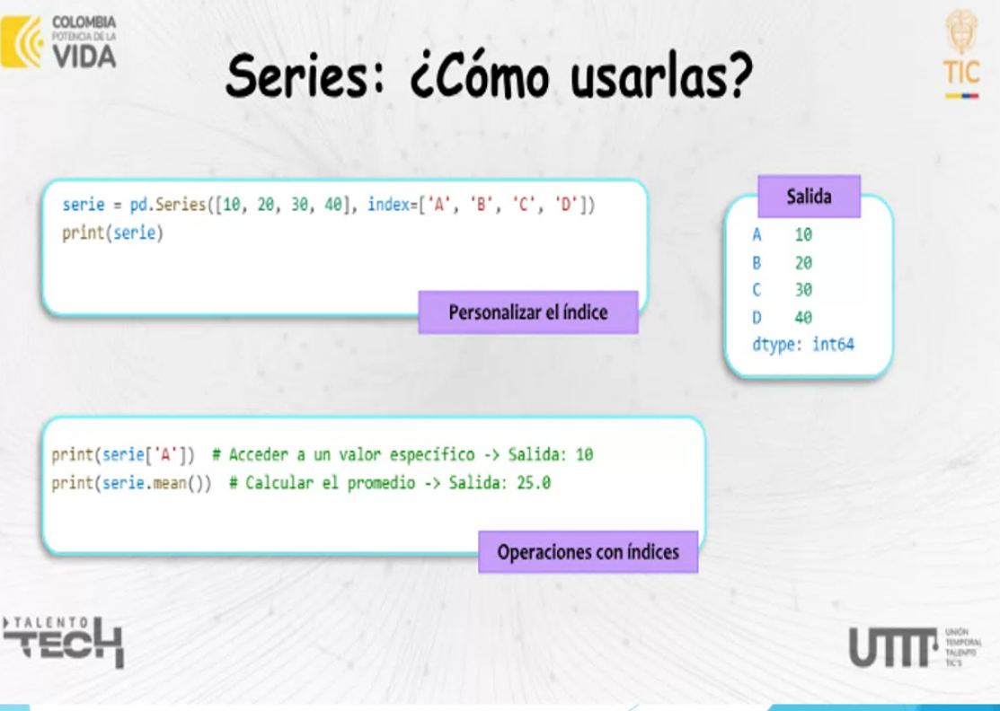 COLOMBIA
POTENCIA DE LA
VIDA
TIC
Series: ¿Cómo usarlas?
serie = pd.Series([10, 20, 30, 40], index=['A', 'B', 'C', 'D'])
print(serie)
Personalizar el índice
Salida
A 10
B 20
C 30
D 40
dtype: int64
print(serie['A']) # Acceder a un valor específico -> Salida: 10
print(serie.mean()) # Calcular el promedio -> Salida: 25.0
Operaciones con índices
TALENTO
TECH
UTTT
UNIÓN
TEMPORAL
TALENTO
TIC'S